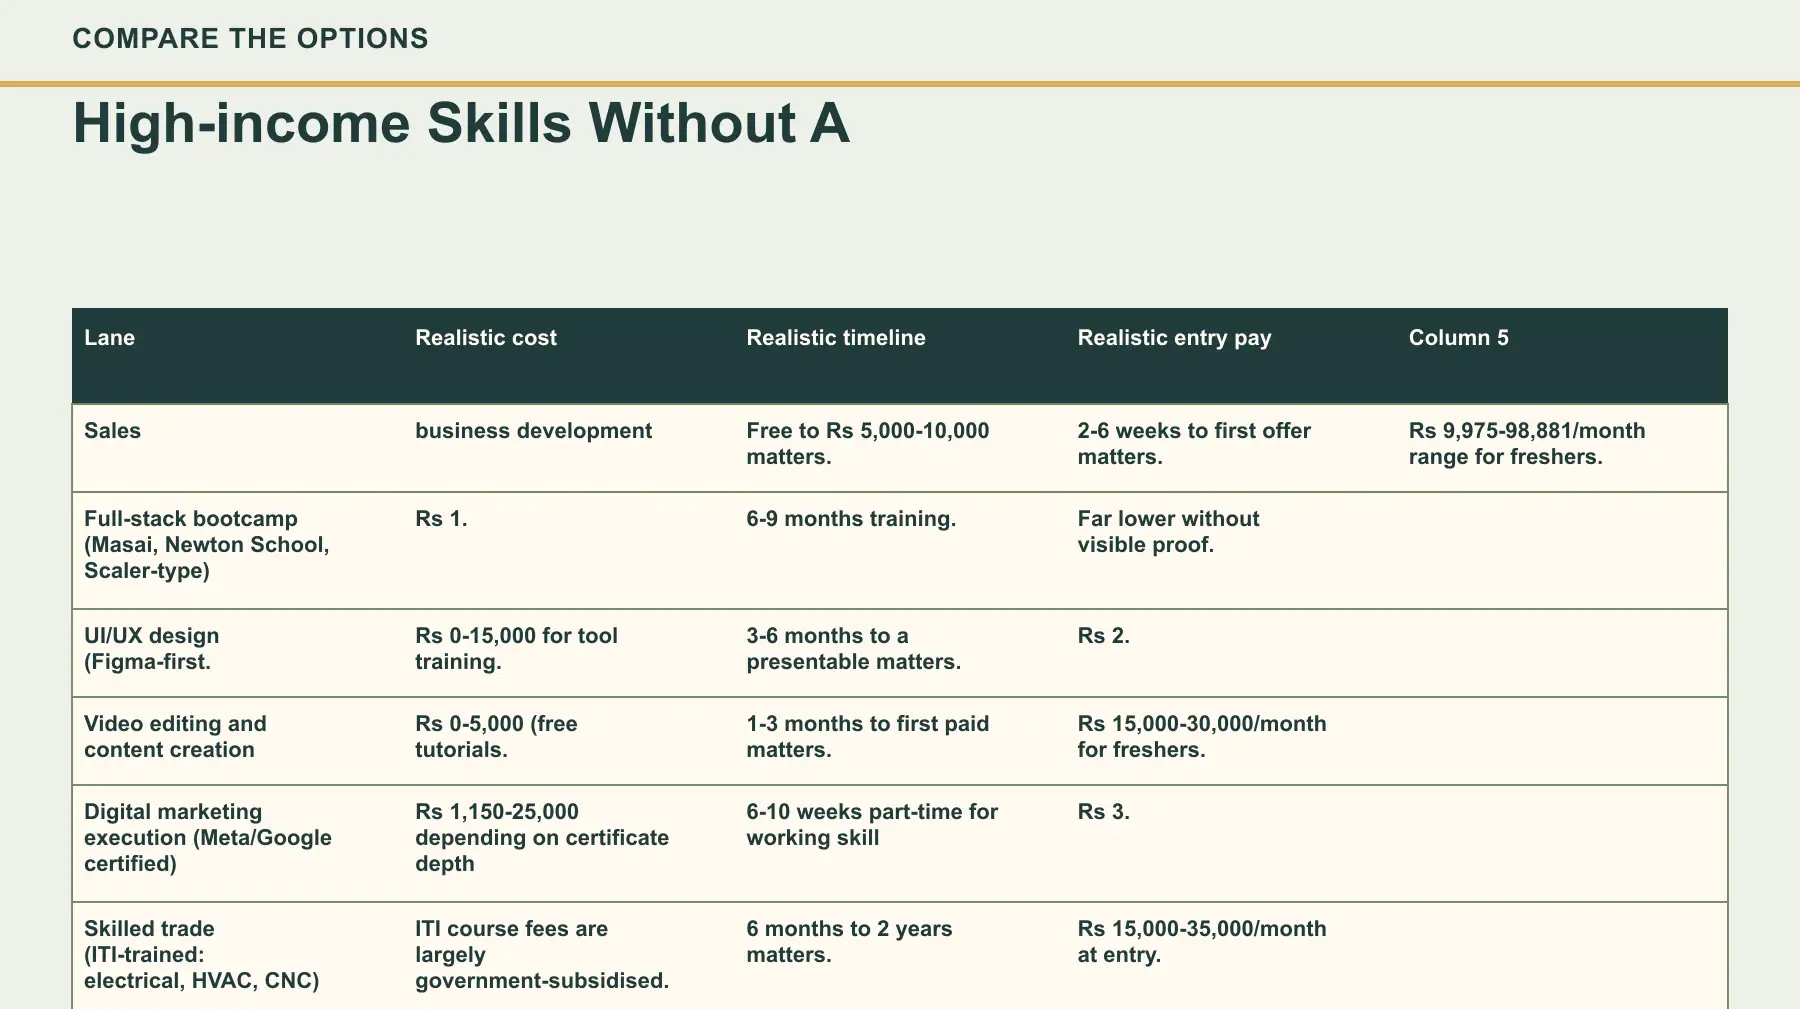 COMPARE THE OPTIONS
High-income Skills Without A
Lane Realistic cost Realistic timeline Realistic entry pay Column 5
Sales business development Free to Rs 5,000-10,000 2-6 weeks to first offer Rs 9,975-98,881/month
matters. matters. range for freshers.
Full-stack bootcamp Rs 1. 6-9 months training. Far lower without
(Masai, Newton School, visible proof.
Scaler-type)
UI/UX design Rs 0-15,000 for tool 3-6 months to a Rs 2.
(Figma-first. training. presentable matters.
Video editing and Rs 0-5,000 (free 1-3 months to first paid Rs 15,000-30,000/month
content creation tutorials. matters. for freshers.
Digital marketing Rs 1,150-25,000 6-10 weeks part-time for Rs 3.
execution (Meta/Google depending on certificate working skill
certified) depth
Skilled trade ITI course fees are 6 months to 2 years Rs 15,000-35,000/month
(ITI-trained: largely matters. at entry.
electrical, HVAC, CNC) government-subsidised.